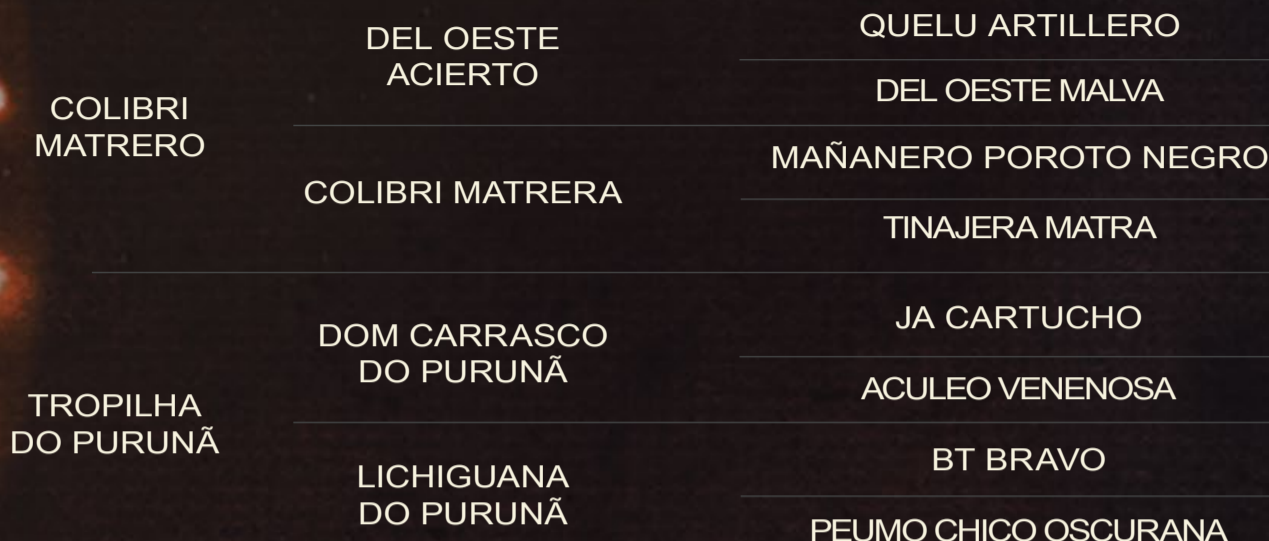 COLIBRI
MATRERO
DEL OESTE
ACIERTO
QUELU ARTILLERO
DEL OESTE MALVA
COLIBRI MATRERA
MAÑANERO POROTO NEGRO
TINAJERA MATRA
TROPILHA
DO PURUNÃ
DOM CARRASCO
DO PURUNÃ
JA CARTUCHO
ACULEO VENENOSA
LICHIGUANA
DO PURUNÃ
BT BRAVO
PEUMO CHICO OSCURANA